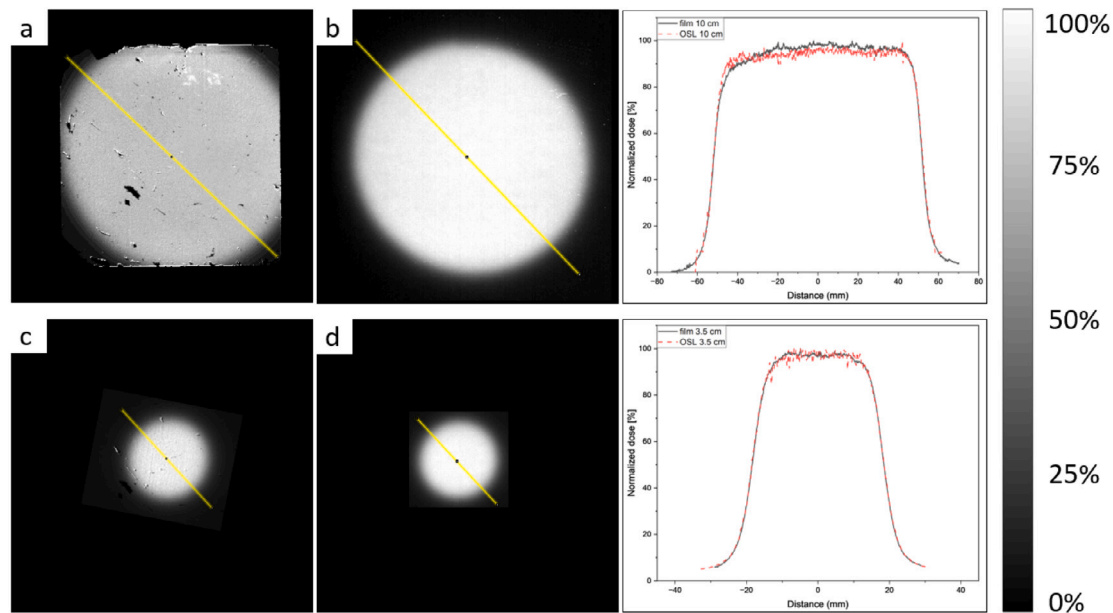 a
b
film 10 cm
OSL 10 cm
Normalized dose [%]
100
80
60
40
20
0
−80 −60 −40 −20 0 20 40 60 80
Distance (mm)
c
d
film 3.5 cm
OSL 3.5 cm
Normalized dose [%]
100
80
60
40
20
0
−40 −20 0 20 40
Distance (mm)
100%
75%
50%
25%
0%